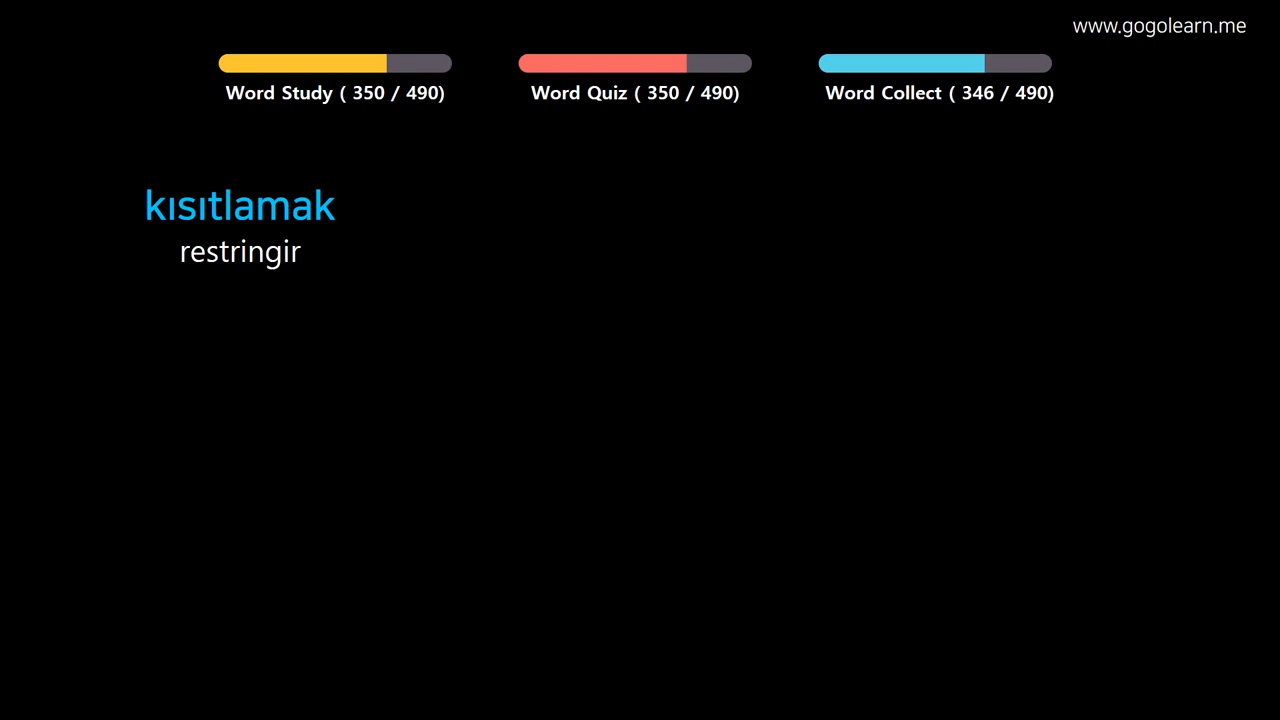 www.gogolearn.me
Word Study ( 350 / 490)
Word Quiz ( 350 / 490)
Word Collect ( 346 / 490)
kısıtlamak
restringir